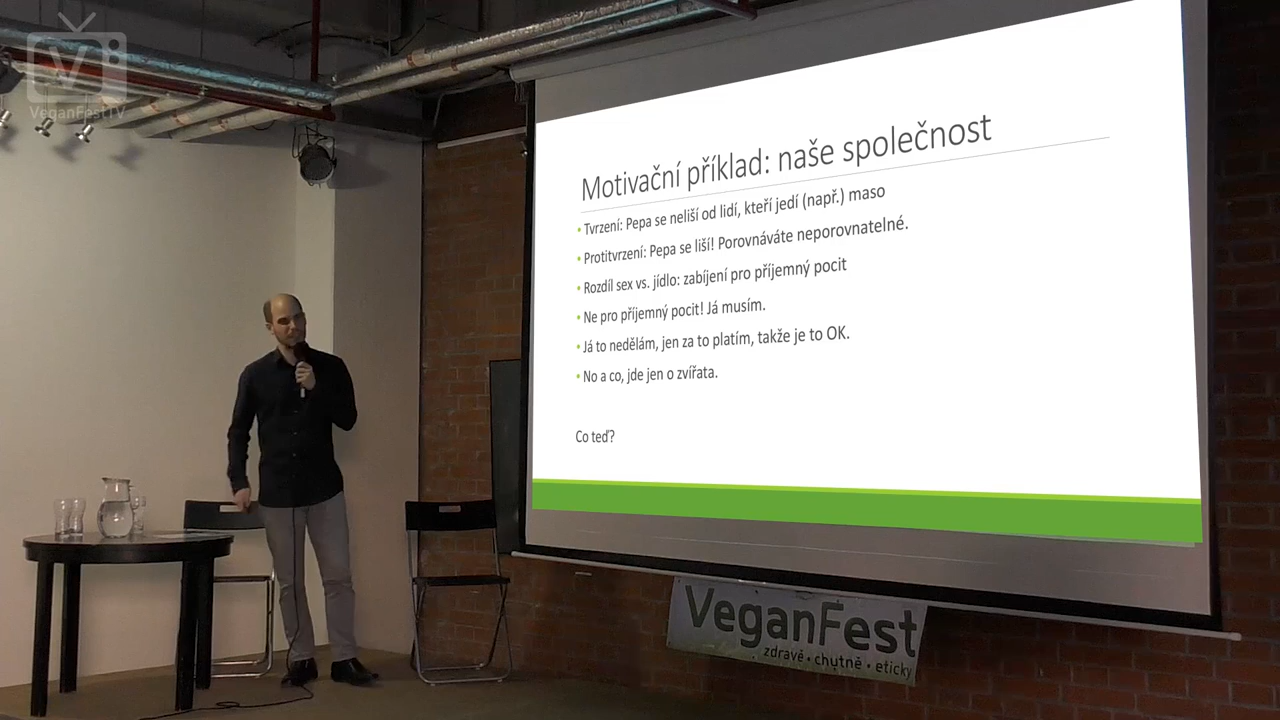 VeganFestTV
Motivační příklad: naše společnost
• Tvrzení: Pepa se neliší od lidí, kteří jedí (např.) maso
• Protitvrzení: Pepa se liší! Porovnáváte neporovnatelné.
• Rozdíl sex vs. jídlo: zabíjení pro příjemný pocit
• Ne pro příjemný pocit! Já musím.
• Já to nedělám, jen za to platím, takže je to OK.
• No a co, jde jen o zvířata.
Co teď?
VeganFest
zdravě • chutně • eticky